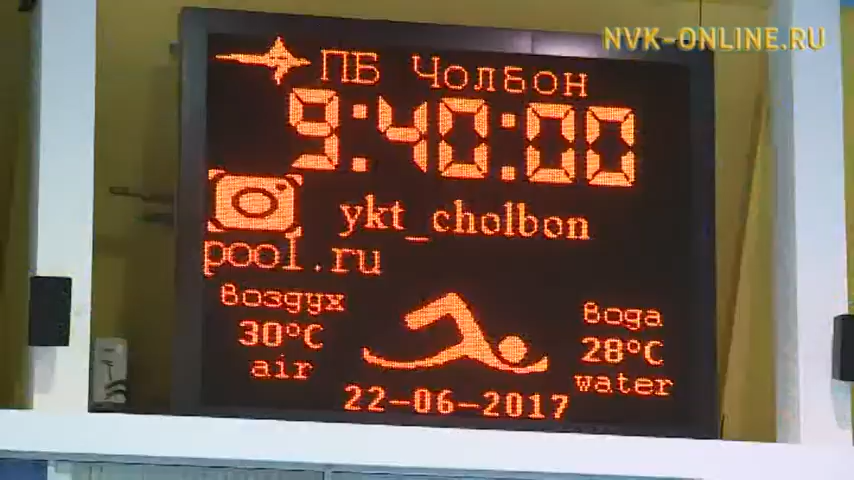 NVK-ONLINE.RU
ПБ Чолбон
9:40:00
ykt_cholbon
pool.ru
Воздух
30°C
air
Вода
28°C
water
22-06-2017